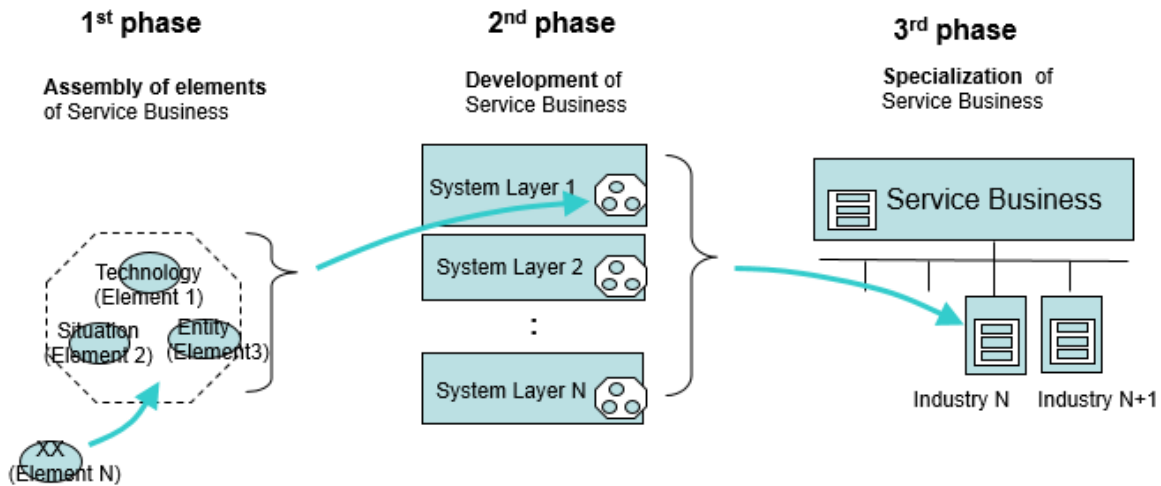 1st phase
Assembly of elements
of Service Business
Technology
(Element 1)
Situation
(Element 2)
Entity
(Element3)
XX
(Element N)
2nd phase
Development of
Service Business
System Layer 1
System Layer 2
:
System Layer N
3rd phase
Specialization of
Service Business
Service Business
Industry N
Industry N+1